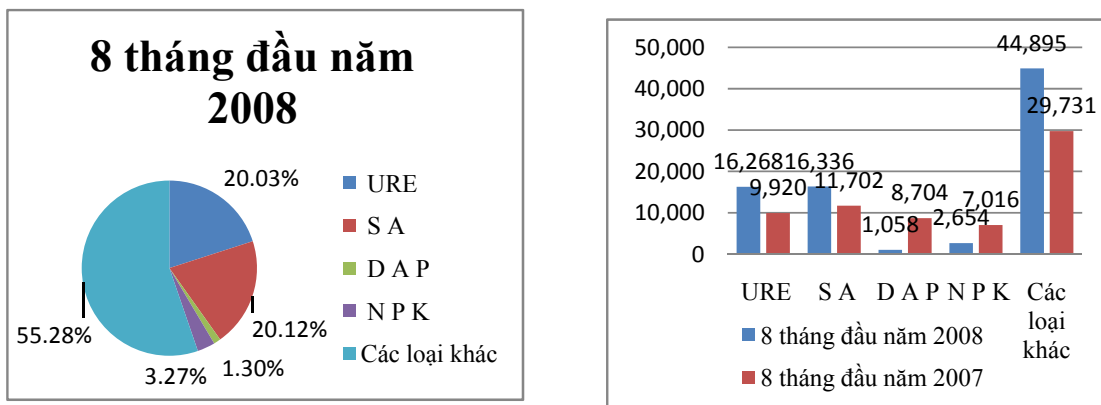 8 tháng đầu năm
2008
20.03%
URE
S A
D A P
N P K
Các loại khác
55.28%
20.12%
3.27%
1.30%
50,000
40,000
30,000
20,000
10,000
0
44,895
29,731
16,268
16,336
9,920
11,702
8,704
7,016
1,058
2,654
URE
S A
D A P
N P K
Các
loại
khác
8 tháng đầu năm 2008
8 tháng đầu năm 2007